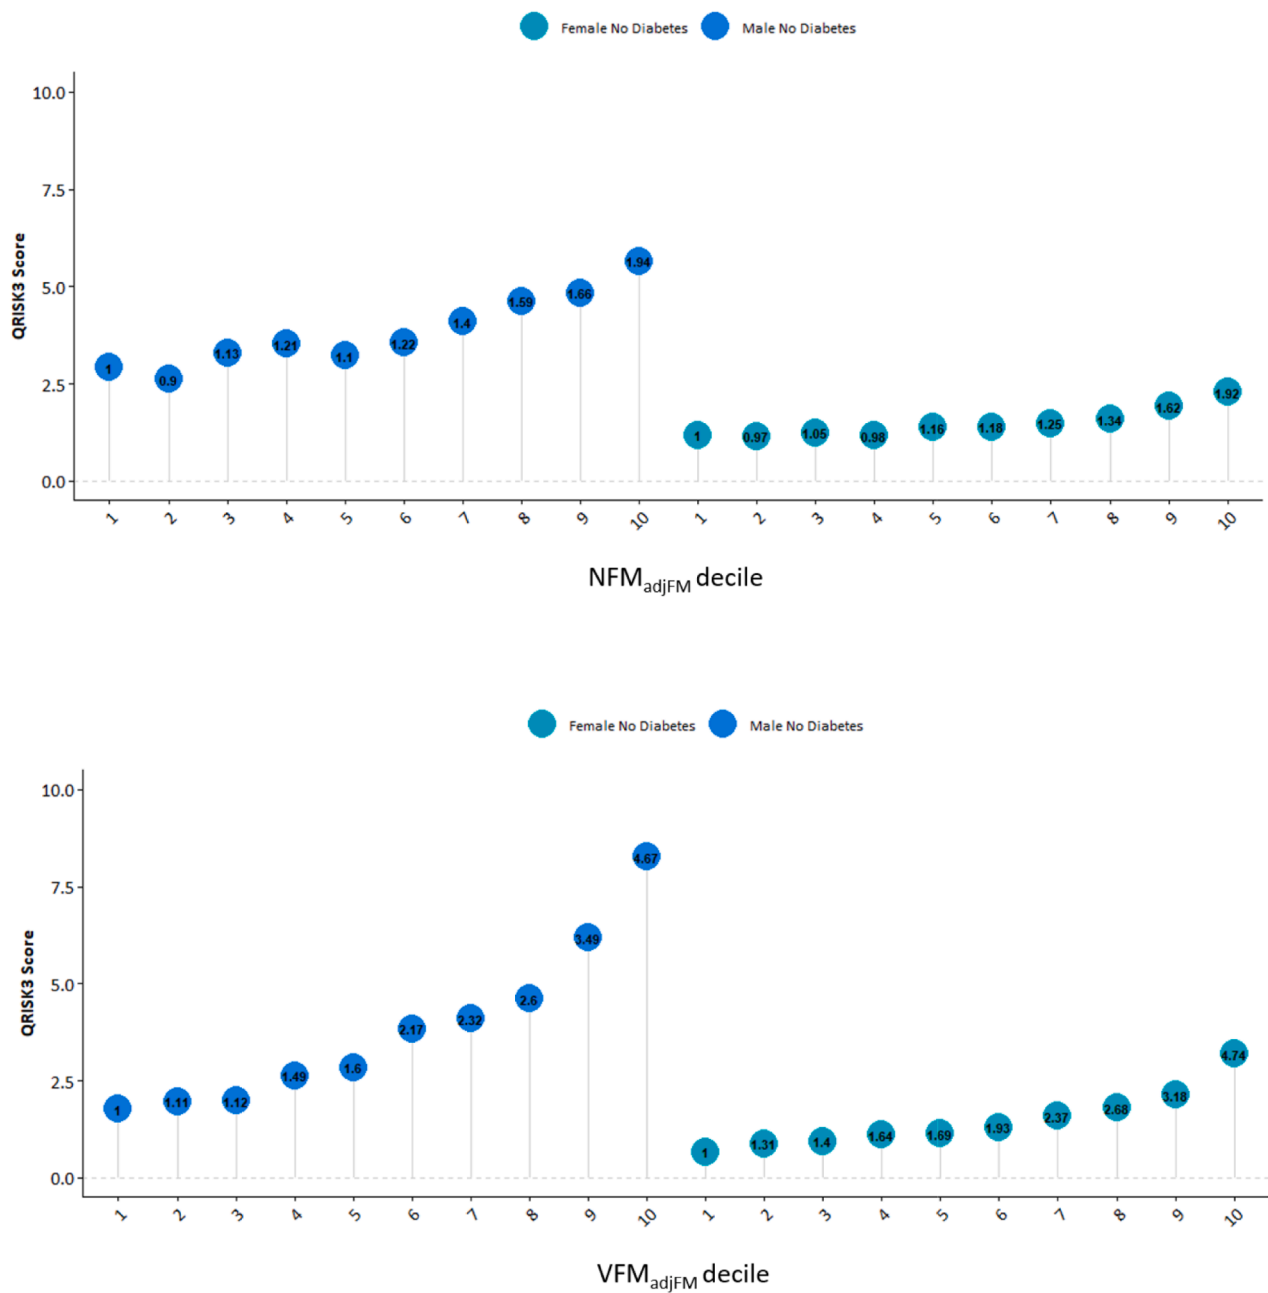 Female No Diabetes Male No Diabetes
10.0
7.5
5.0
2.5
0.0
QRISK3 Score
1 0.9 1.13 1.21 1.1 1.22 1.4 1.59 1.66 1.94 1 0.97 1.05 0.98 1.16 1.18 1.25 1.34 1.62 1.92
1 2 3 4 5 6 7 8 9 10 1 2 3 4 5 6 7 8 9 10
NFMadjFM decile
Female No Diabetes Male No Diabetes
10.0
7.5
5.0
2.5
0.0
QRISK3 Score
1 1.11 1.12 1.49 1.6 2.17 2.32 2.6 3.49 4.67 1 1.31 1.4 1.64 1.69 1.93 2.37 2.68 3.18 4.74
1 2 3 4 5 6 7 8 9 10 1 2 3 4 5 6 7 8 9 10
VFMadjFM decile